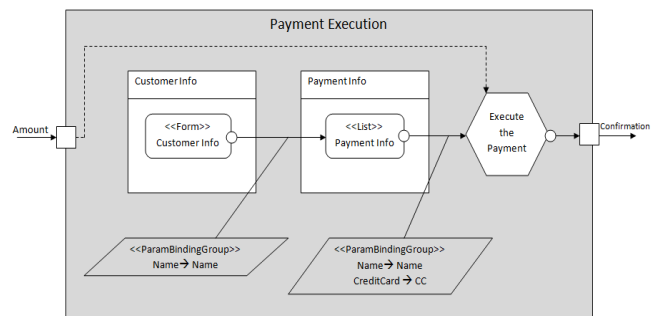 Payment Execution
Customer Info
Payment Info
<<Form>>
Customer Info
<<List>>
Payment Info
Execute
the
Payment
Amount
Confirmation
<<ParamBindingGroup>>
Name→ Name
<<ParamBindingGroup>>
Name→ Name
CreditCard → CC